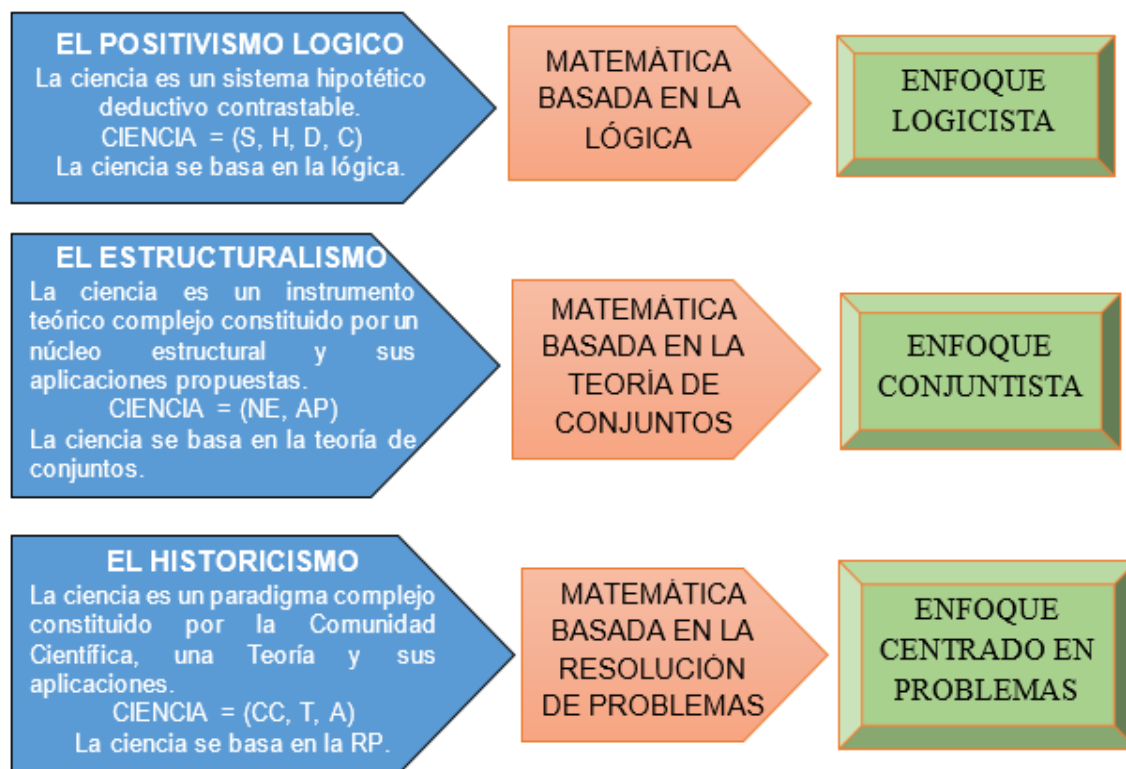 EL POSITIVISMO LOGICO
La ciencia es un sistema hipotético
deductivo contrastable.
CIENCIA = (S, H, D, C)
La ciencia se basa en la lógica.
MATEMÁTICA
BASADA EN LA
LÓGICA
ENFOQUE
LOGICISTA
EL ESTRUCTURALISMO
La ciencia es un instrumento
teórico complejo constituido por un
núcleo estructural y sus
aplicaciones propuestas.
CIENCIA = (NE, AP)
La ciencia se basa en la teoría de
conjuntos.
MATEMÁTICA
BASADA EN LA
TEORÍA DE
CONJUNTOS
ENFOQUE
CONJUNTISTA
EL HISTORICISMO
La ciencia es un paradigma complejo
constituido por la Comunidad
Científica, una Teoría y sus
aplicaciones.
CIENCIA = (CC, T, A)
La ciencia se basa en la RP.
MATEMÁTICA
BASADA EN LA
RESOLUCIÓN
DE PROBLEMAS
ENFOQUE
CENTRADO EN
PROBLEMAS